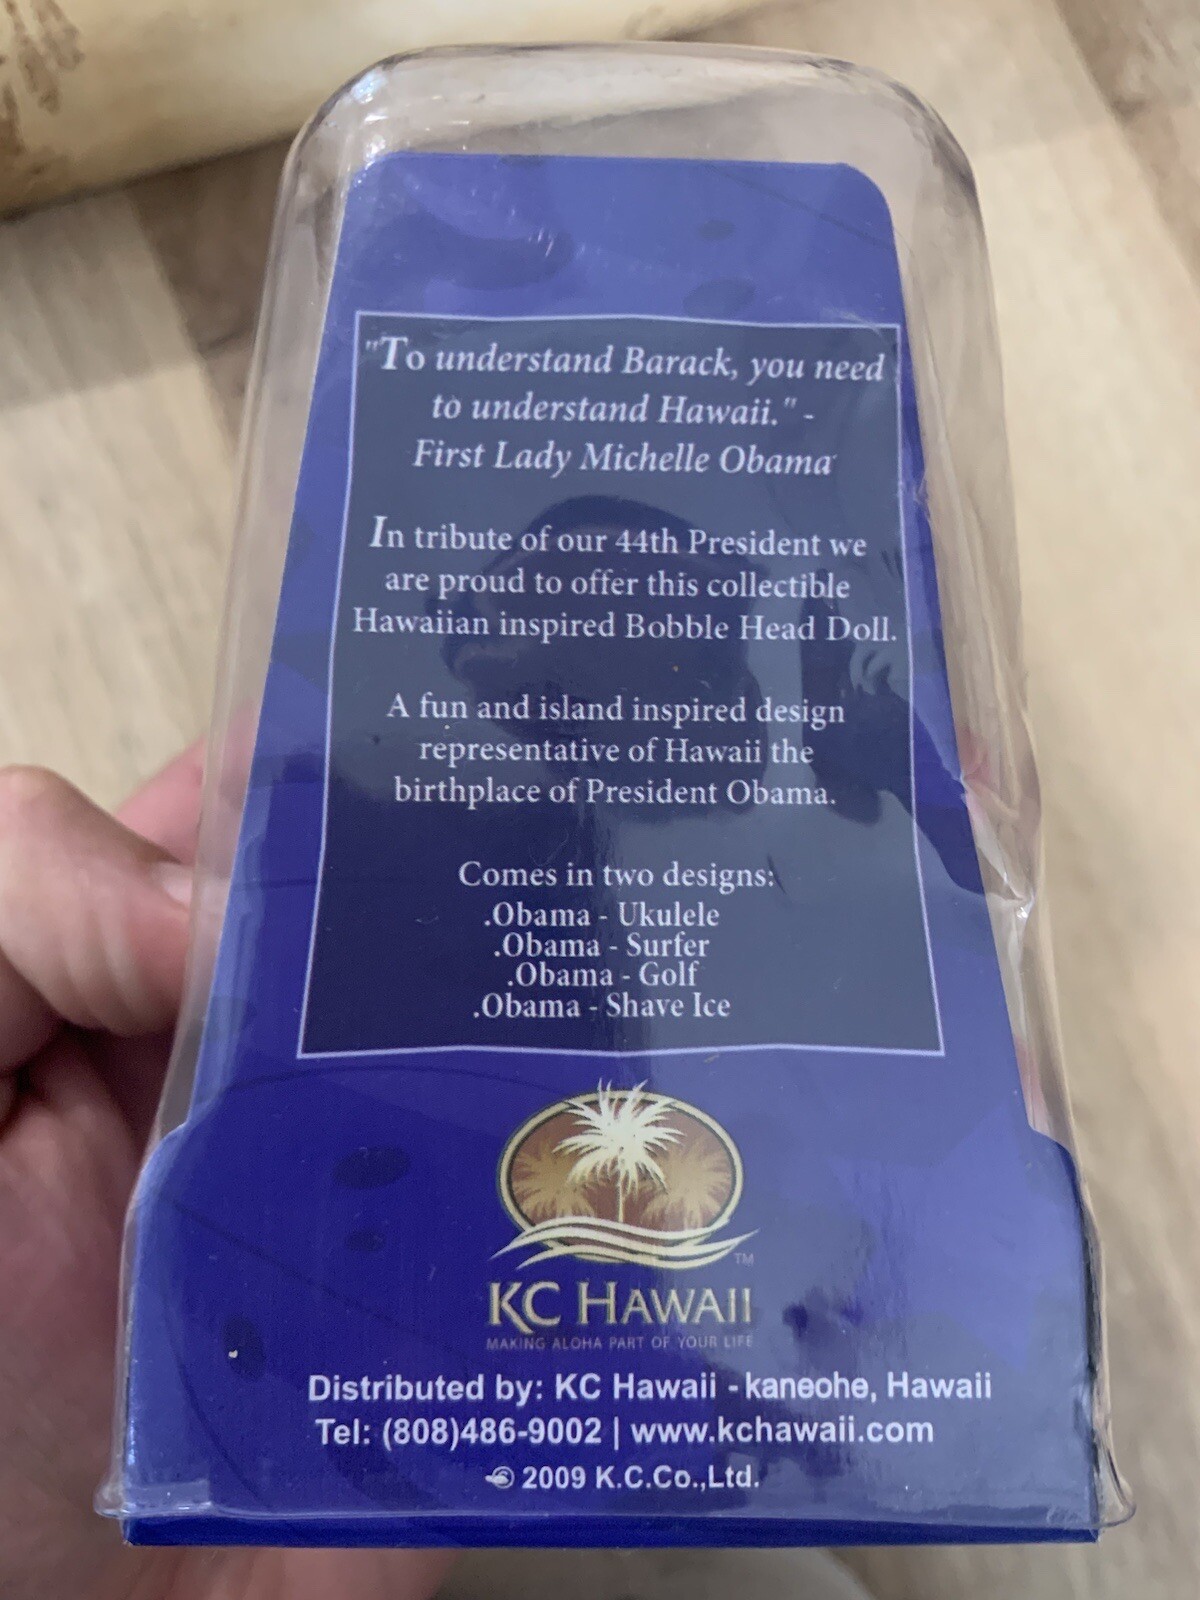 "To understand Barack, you need
to understand Hawaii." -
First Lady Michelle Obama
In tribute of our 44th President we
are proud to offer this collectible
Hawaiian inspired Bobble Head Doll.
A fun and island inspired design
representative of Hawaii the
birthplace of President Obama.
Comes in two designs:
.Obama - Ukulele
.Obama - Surfer
.Obama - Golf
.Obama - Shave Ice
TM
KC HAWAII
MAKING ALOHA PART OF YOUR LIFE
Distributed by: KC Hawaii - kaneohe, Hawaii
Tel: (808)486-9002 | www.kchawaii.com
© 2009 K.C.Co.,Ltd.